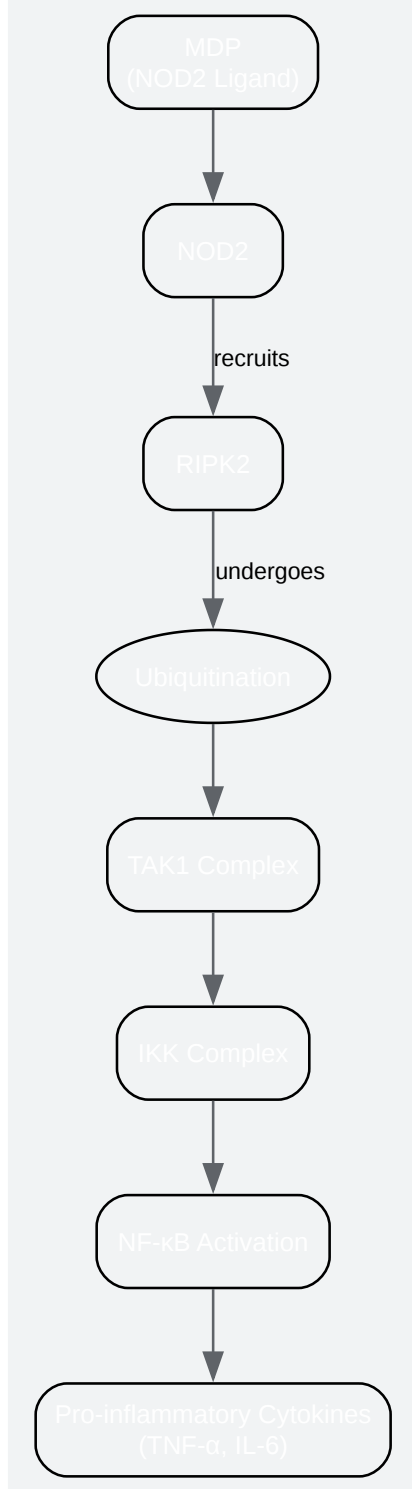 MDP
(NOD2 Ligand)
NOD2
recruits
RIPK2
undergoes
Ubiquitination
TAK1 Complex
IKK Complex
NF-κB Activation
Pro-inflammatory Cytokines
(TNF-α, IL-6)